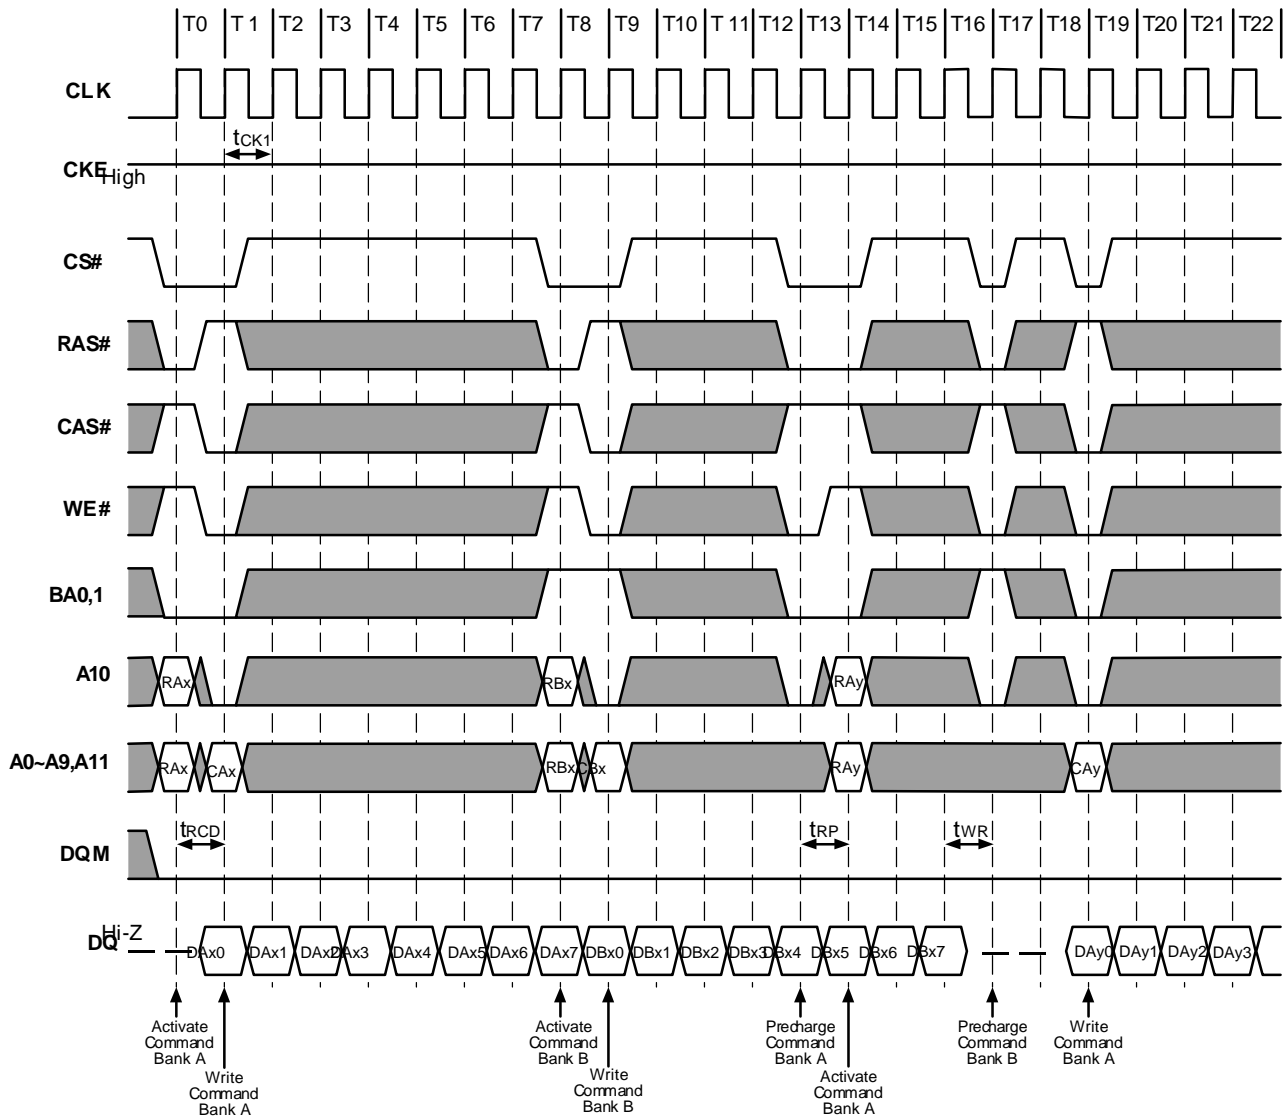 T0 T 1 T2 T3 T4 T5 T6 T7 T8 T9 T10 T 11 T12 T13 T14 T15 T16 T17 T18 T19 T20 T21 T22
CLK
tCK1
CKE High
CS#
RAS#
CAS#
WE#
BA0,1
A10 RAx RBx RAy
A0~A9,A11 RAx CAx RBx CBx RAy CAy
tRCD tRP tWR
DQM
Hi-Z
DQ DAx0 DAx1 DAx2 DAx3 DAx4 DAx5 DAx6 DAx7 DBx0 DBx1 DBx2 DBx3 DBx4 DBx5 DBx6 DBx7 DAy0 DAy1 DAy2 DAy3
Activate
Command
Bank A
Write
Command
Bank A
Activate
Command
Bank B
Write
Command
Bank B
Precharge
Command
Bank A
Activate
Command
Bank A
Precharge
Command
Bank B
Write
Command
Bank A